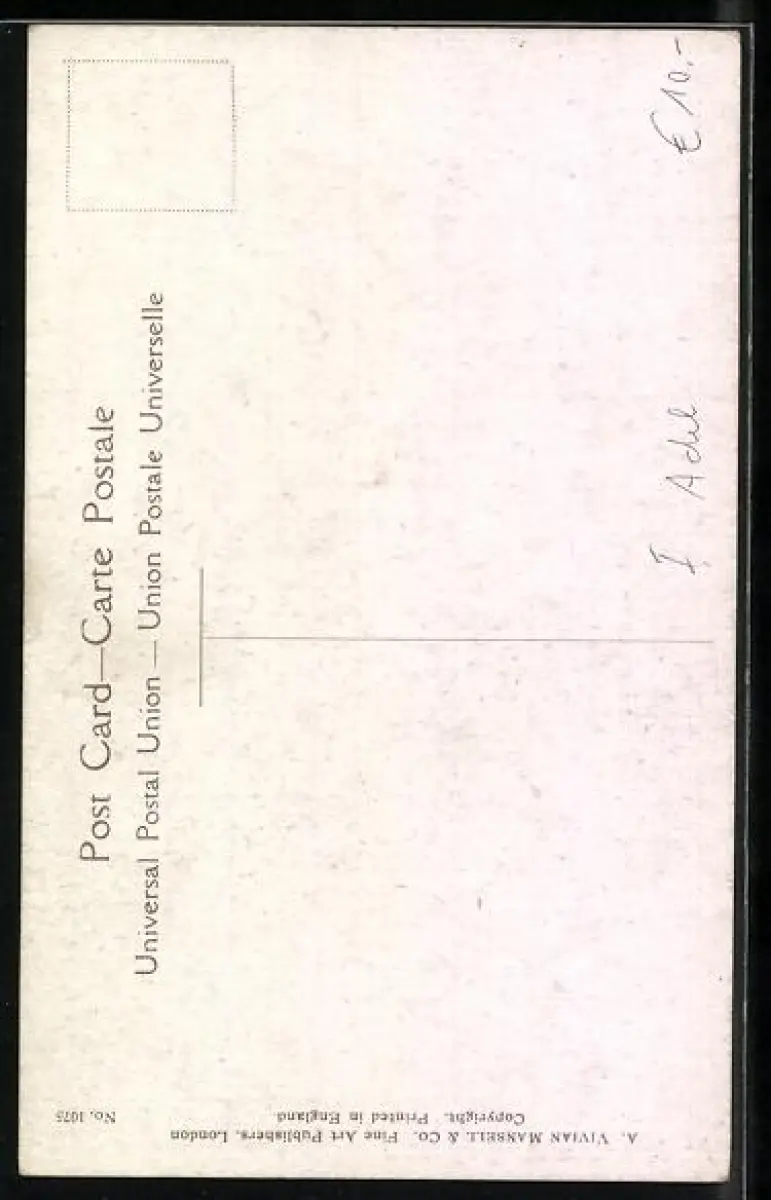 Post Card—Carte Postale
Universal Postal Union — Union Postale Universelle
€ 10,-
I, Adel
A. VIVIAN MANSELL & CO. Fine Art Publishers, London
Copyright. Printed in England
No. 1075